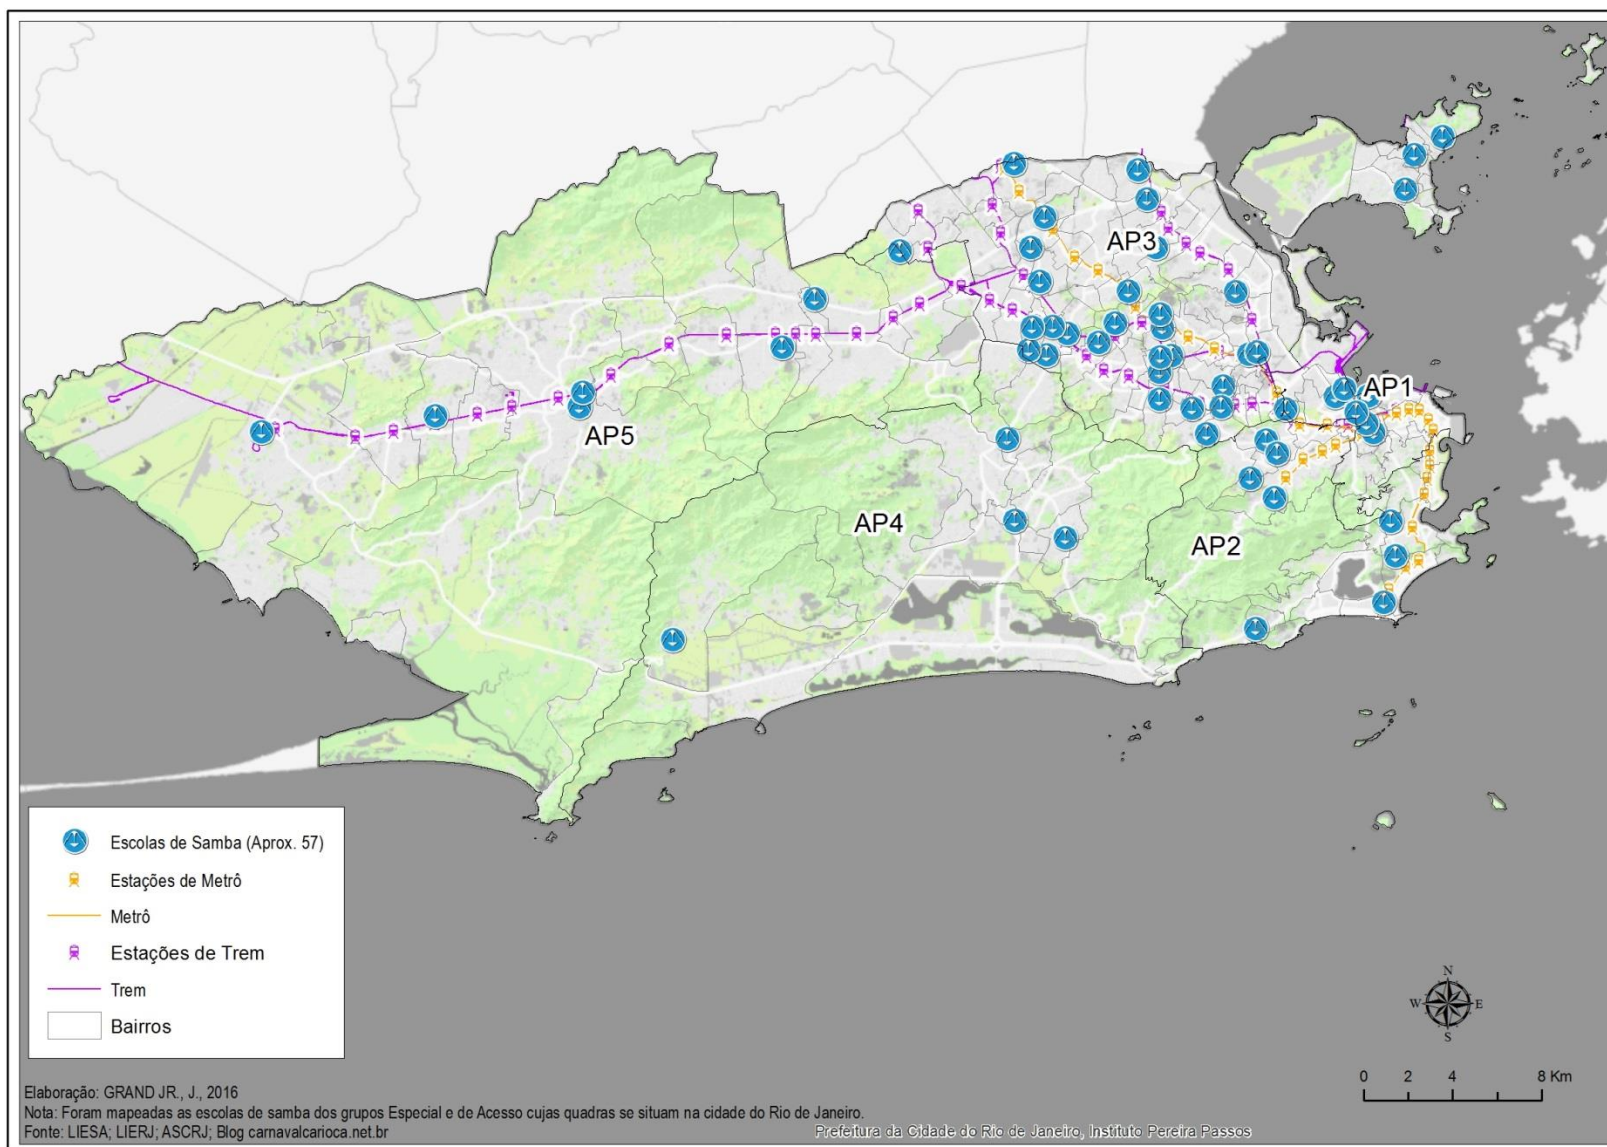 AP3
AP1
AP5
AP4
AP2
Escolas de Samba (Aprox. 57)
Estações de Metrô
Metrô
Estações de Trem
Trem
Bairros
N
W
E
S
0 2 4 8 Km
Elaboração: GRAND JR., J., 2016
Nota: Foram mapeadas as escolas de samba dos grupos Especial e de Acesso cujas quadras se situam na cidade do Rio de Janeiro.
Fonte: LIESA; LIERJ; ASCRJ; Blog carnavalcarioca.net.br
Prefeitura da Cidade do Rio de Janeiro, Instituto Pereira Passos